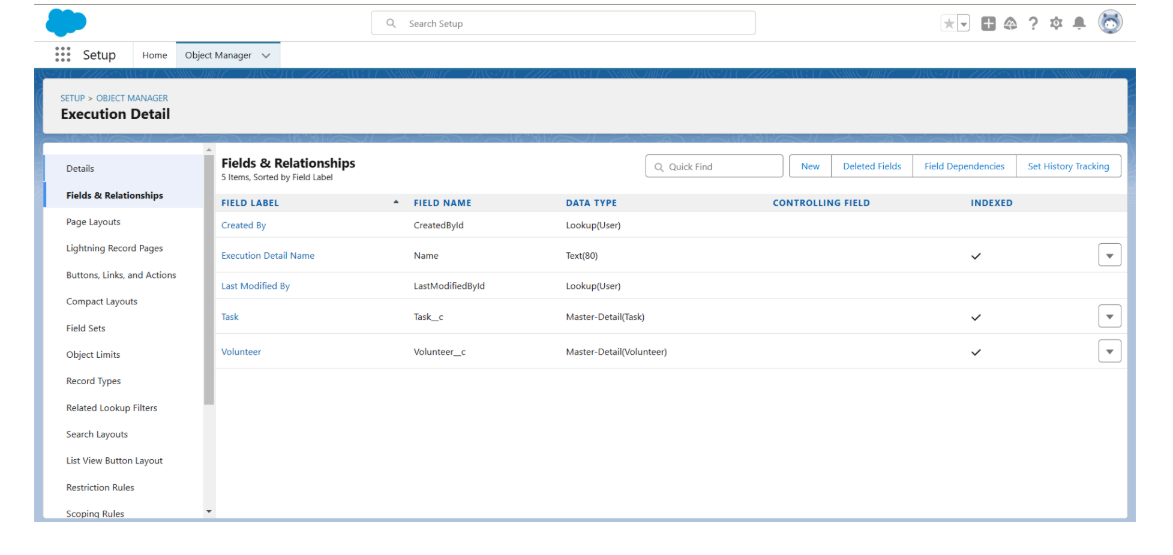 Search Setup
Setup Home Object Manager
SETUP > OBJECT MANAGER
Execution Detail
Details
Fields & Relationships
Page Layouts
Lightning Record Pages
Buttons, Links, and Actions
Compact Layouts
Field Sets
Object Limits
Record Types
Related Lookup Filters
Search Layouts
List View Button Layout
Restriction Rules
Scoping Rules
Fields & Relationships
5 Items, Sorted by Field Label
Quick Find New Deleted Fields Field Dependencies Set History Tracking
FIELD LABEL FIELD NAME DATA TYPE CONTROLLING FIELD INDEXED
Created By CreatedById Lookup(User)
Execution Detail Name Name Text(80)
Last Modified By LastModifiedById Lookup(User)
Task Task__c Master-Detail(Task)
Volunteer Volunteer__c Master-Detail(Volunteer)